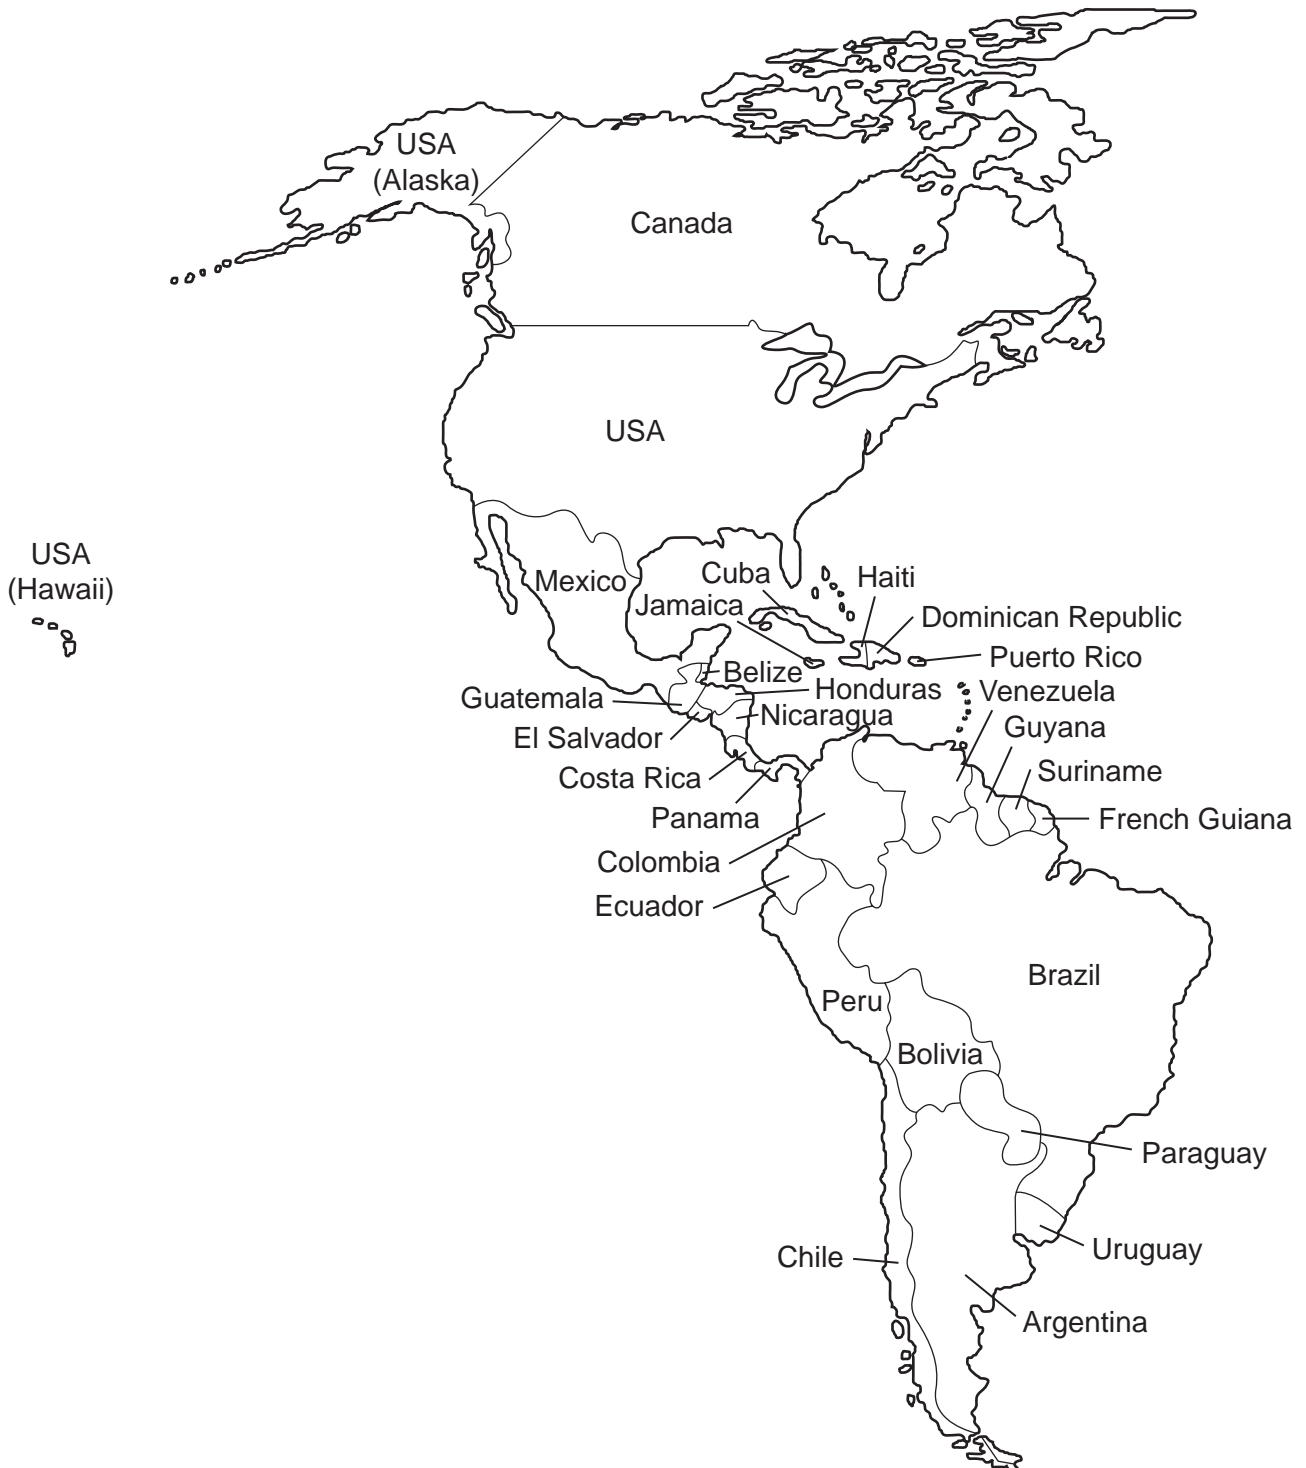 USA
(Alaska)
Canada
USA
USA
(Hawaii)
Mexico
Cuba
Haiti
Jamaica
Dominican Republic
Puerto Rico
Belize
Honduras
Venezuela
Guatemala
Nicaragua
Guyana
El Salvador
Costa Rica
Suriname
Panama
French Guiana
Colombia
Ecuador
Brazil
Peru
Bolivia
Paraguay
Uruguay
Chile
Argentina